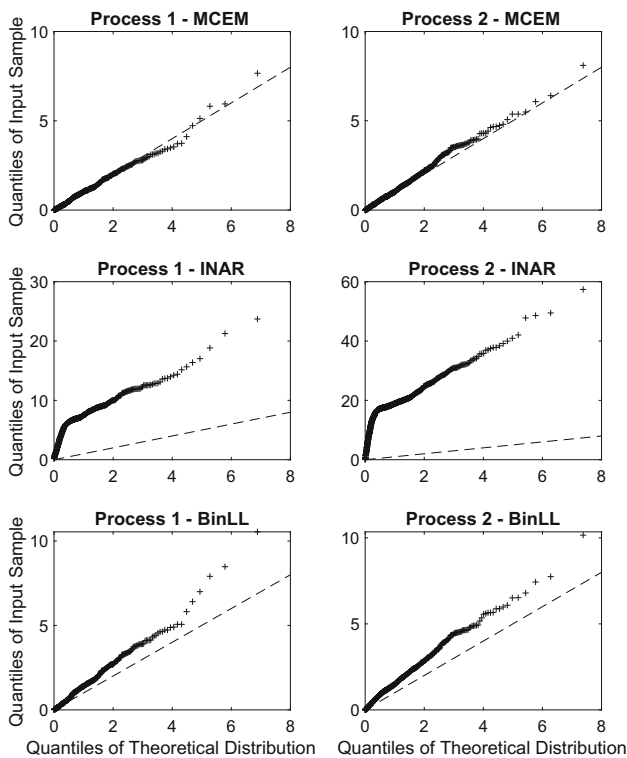 Process 1 - MCEM
Process 2 - MCEM
Quantiles of Input Sample
10
5
0
0 2 4 6 8
10
5
0
0 2 4 6 8
Process 1 - INAR
Process 2 - INAR
Quantiles of Input Sample
30
20
10
0
0 2 4 6 8
60
40
20
0
0 2 4 6 8
Process 1 - BinLL
Process 2 - BinLL
Quantiles of Input Sample
10
5
0
0 2 4 6 8
10
5
0
0 2 4 6 8
Quantiles of Theoretical Distribution
Quantiles of Theoretical Distribution